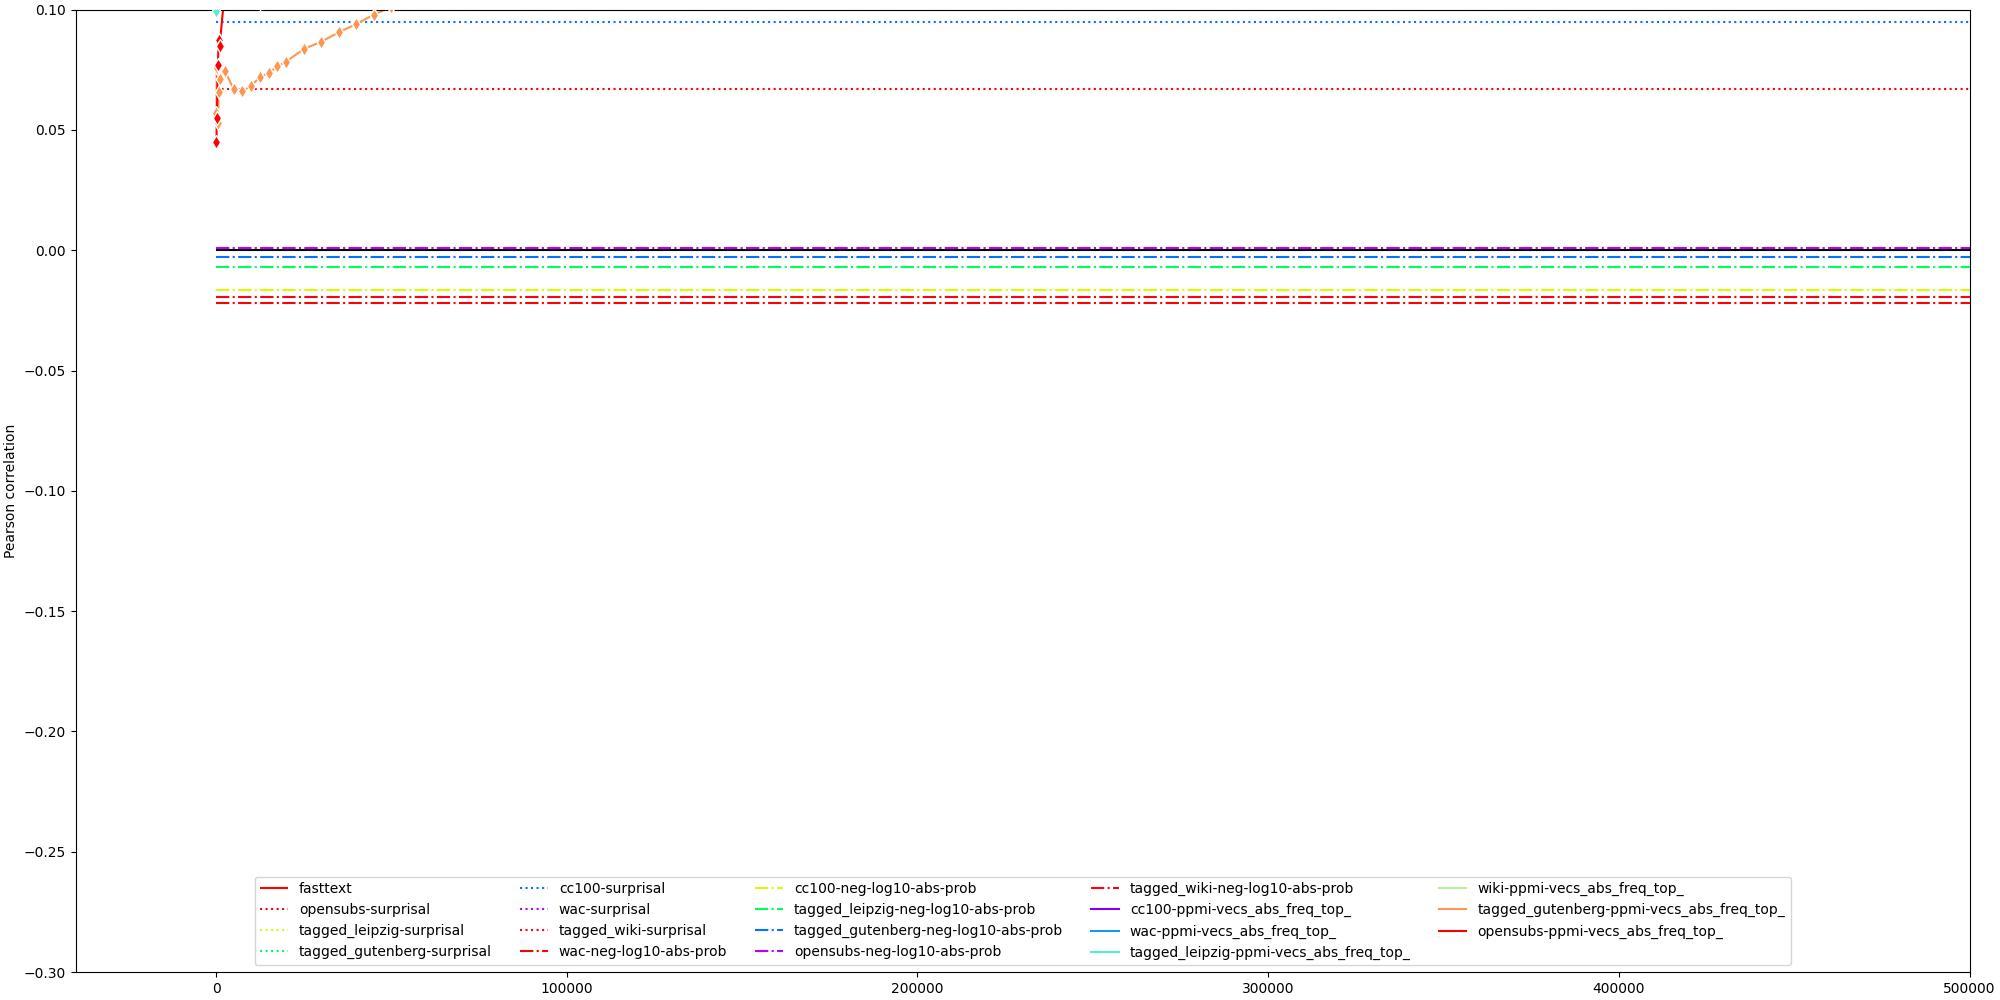 0.10
0.05
0.00
−0.05
−0.10
−0.15
−0.20
−0.25
−0.30
Pearson correlation
fasttext
opensubs-surprisal
tagged_leipzig-surprisal
tagged_gutenberg-surprisal
cc100-surprisal
wac-surprisal
tagged_wiki-surprisal
wac-neg-log10-abs-prob
cc100-neg-log10-abs-prob
tagged_leipzig-neg-log10-abs-prob
tagged_gutenberg-neg-log10-abs-prob
opensubs-neg-log10-abs-prob
tagged_wiki-neg-log10-abs-prob
cc100-ppmi-vecs_abs_freq_top_
wac-ppmi-vecs_abs_freq_top_
tagged_leipzig-ppmi-vecs_abs_freq_top_
wiki-ppmi-vecs_abs_freq_top_
tagged_gutenberg-ppmi-vecs_abs_freq_top_
opensubs-ppmi-vecs_abs_freq_top_
0 100000 200000 300000 400000 500000